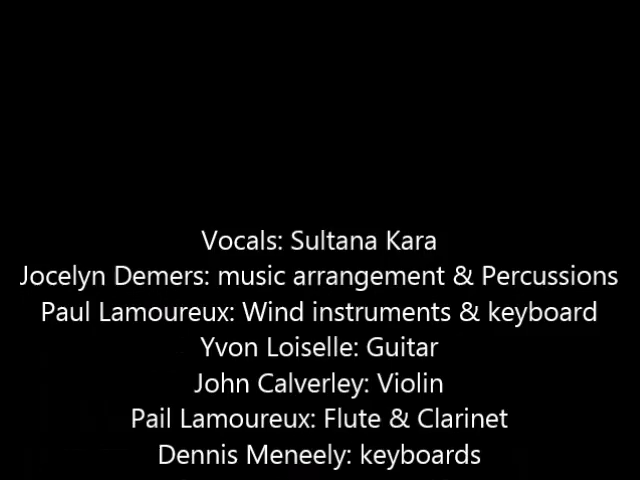 Vocals: Sultana Kara
Jocelyn Demers: music arrangement & Percussions
Paul Lamoureux: Wind instruments & keyboard
Yvon Loiselle: Guitar
John Calverley: Violin
Pail Lamoureux: Flute & Clarinet
Dennis Meneely: keyboards